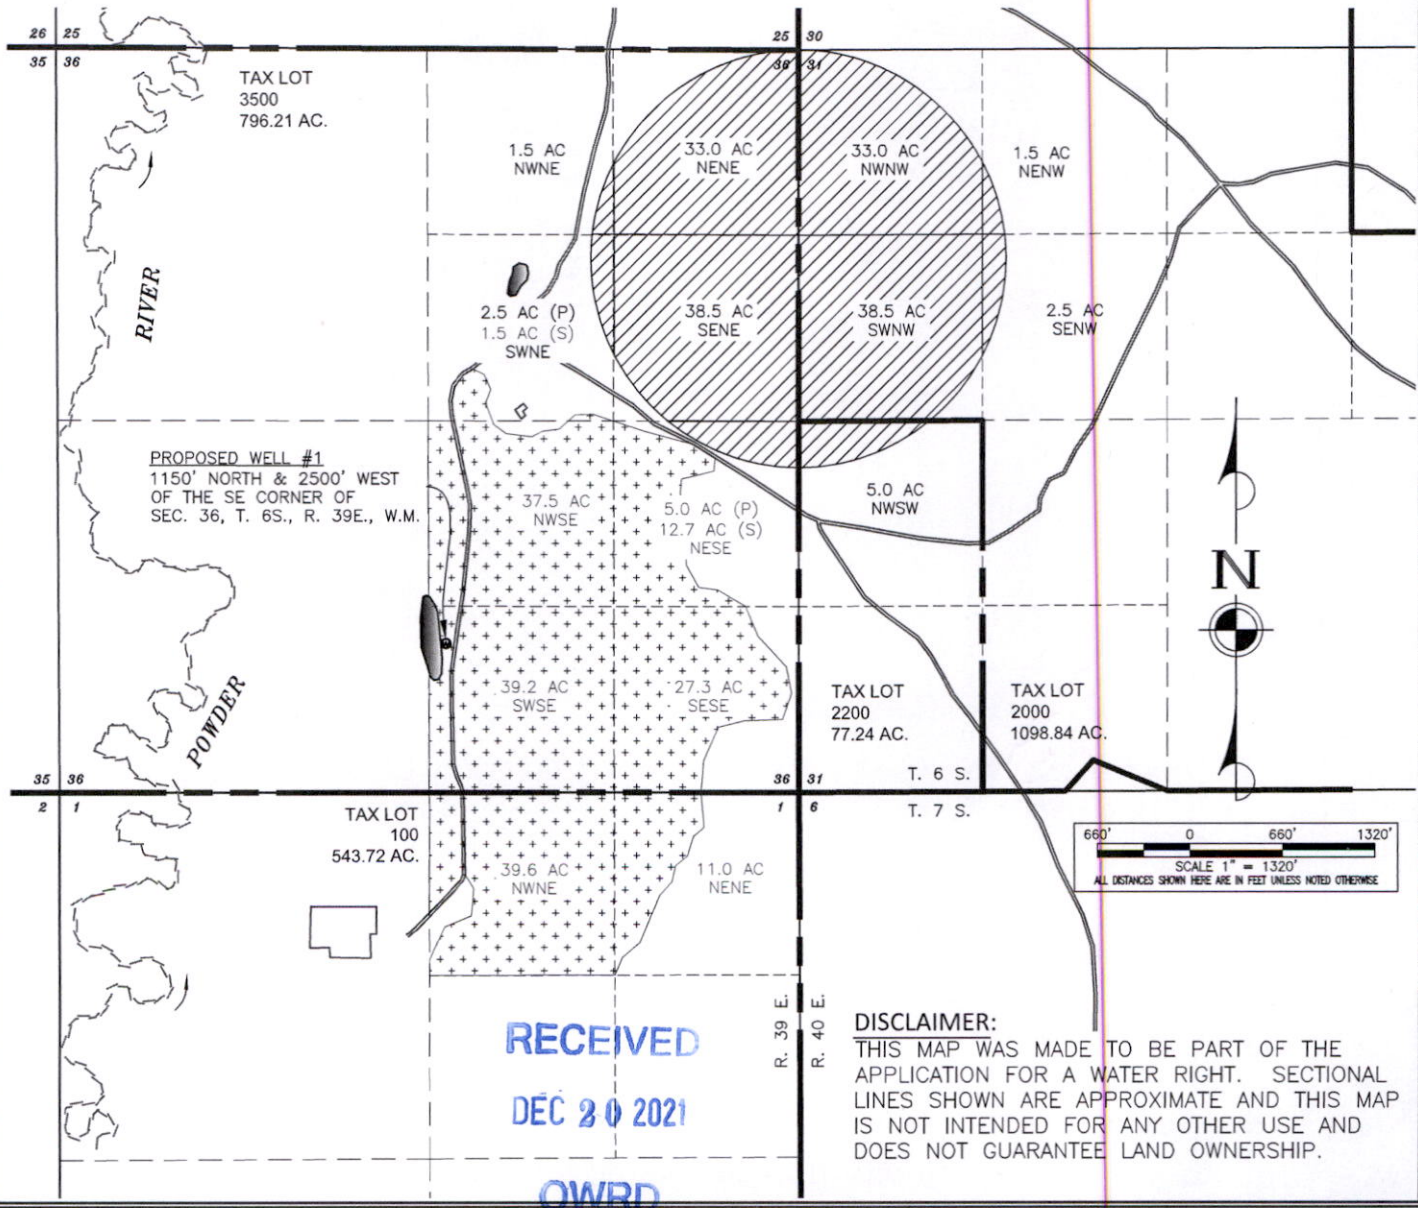 26 25
35 36
25 30
36 31
TAX LOT
3500
796.21 AC.
1.5 AC
NWNE
33.0 AC
NENE
33.0 AC
NWNW
1.5 AC
NENW
RIVER
2.5 AC (P)
1.5 AC (S)
SWNE
38.5 AC
SENE
38.5 AC
SWNW
2.5 AC
SENW
PROPOSED WELL #1
1150' NORTH & 2500' WEST
OF THE SE CORNER OF
SEC. 36, T. 6S., R. 39E., W.M.
37.5 AC
NWSE
5.0 AC (P)
12.7 AC (S)
NESE
5.0 AC
NWSW
N
POWDER
39.2 AC
SWSE
27.3 AC
SESE
TAX LOT
2200
77.24 AC.
TAX LOT
2000
1098.84 AC.
35 36
2 1
36 31
1 6
T. 6 S.
T. 7 S.
TAX LOT
100
543.72 AC.
39.6 AC
NWNE
11.0 AC
NENE
660' 0 660' 1320'
SCALE 1" = 1320'
ALL DISTANCES SHOWN HERE ARE IN FEET UNLESS NOTED OTHERWISE
R. 39 E.
R. 40 E.
RECEIVED
DEC 20 2021
OWRD
DISCLAIMER:
THIS MAP WAS MADE TO BE PART OF THE
APPLICATION FOR A WATER RIGHT. SECTIONAL
LINES SHOWN ARE APPROXIMATE AND THIS MAP
IS NOT INTENDED FOR ANY OTHER USE AND
DOES NOT GUARANTEE LAND OWNERSHIP.